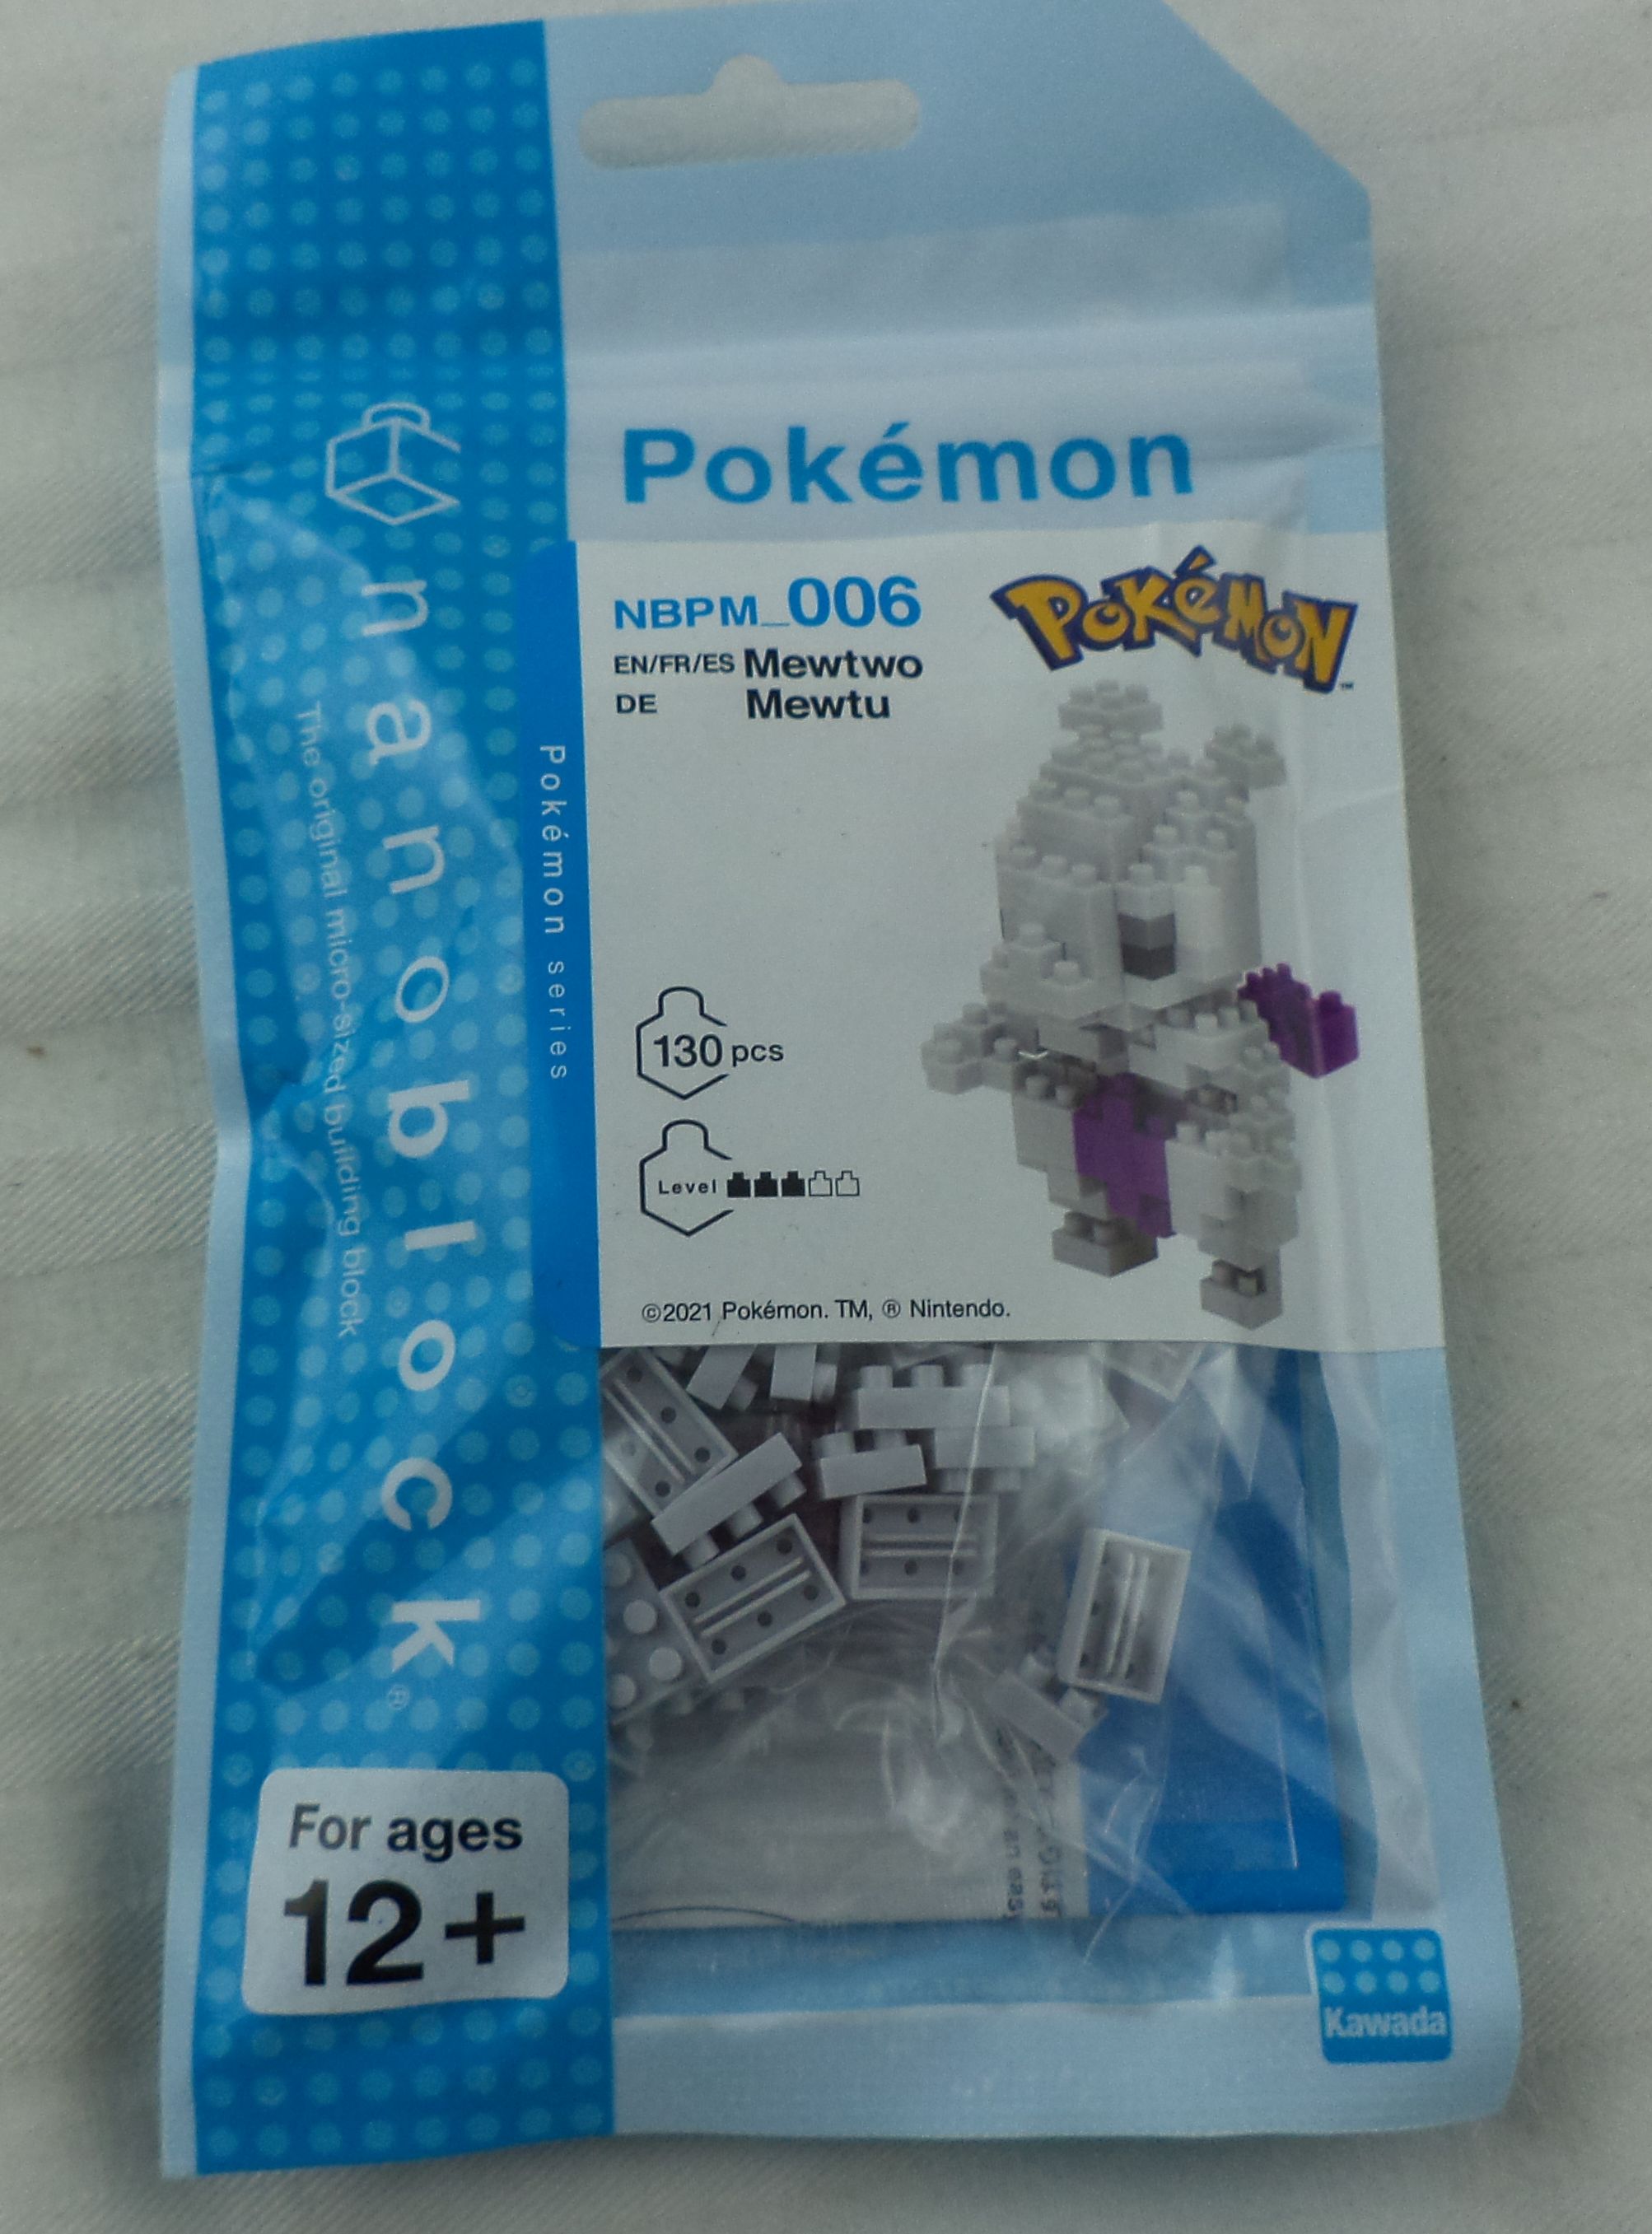 Pokémon
NBPM_006
EN/FR/ES Mewtwo
DE Mewtu
POKéMON
TM
nanoblock®
The original micro-sized building block
Pokémon series
130 pcs
Level
©2021 Pokémon. TM, ® Nintendo.
For ages
12+
Kawada